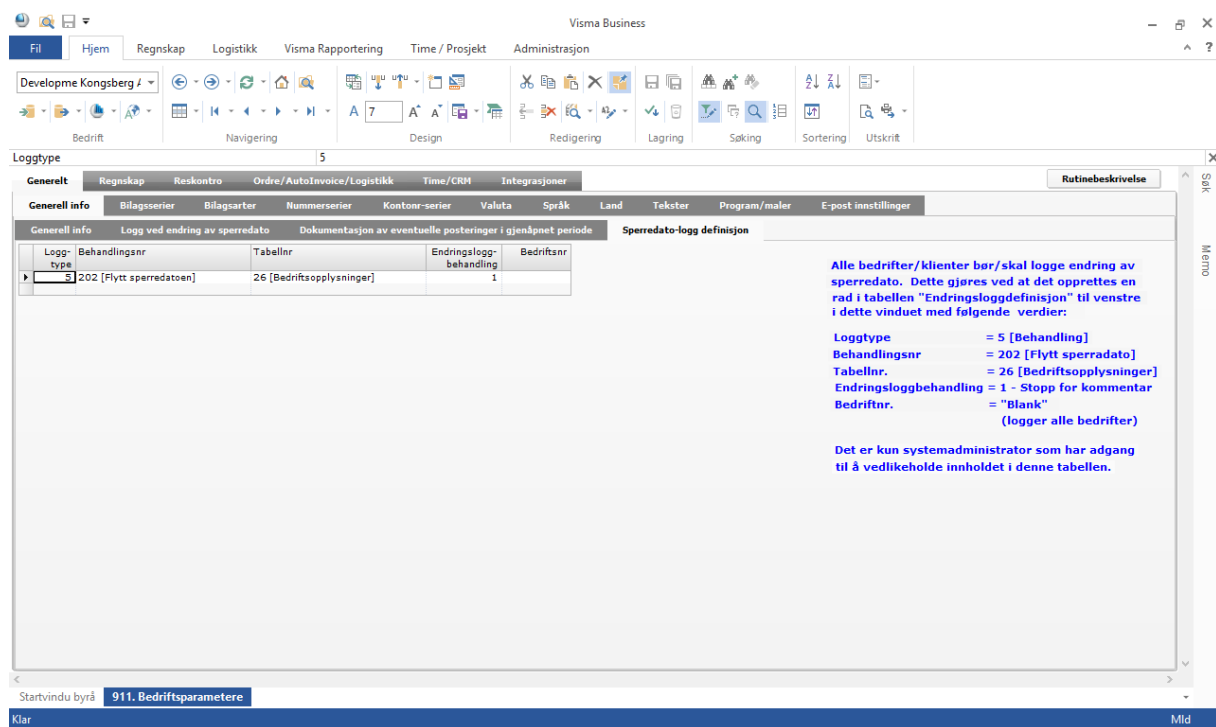 Visma Business
Fil Hjem Regnskap Logistikk Visma Rapportering Time / Prosjekt Administrasjon
Developme Kongsberg A
A 7
Bedrift Navigering Design Redigering Lagring Søking Sortering Utskrift
Loggtype 5
Generelt Regnskap Reskontro Ordre/AutoInvoice/Logistikk Time/CRM Integrasjoner Rutinebeskrivelse
Generell info Bilagsserier Bilagsarter Nummerserier Kontonr-serier Valuta Språk Land Tekster Program/maler E-post innstillinger
Generell info Logg ved endring av sperredato Dokumentasjon av eventuelle posteringer i gjenåpnet periode Sperredato-logg definisjon
Søk
Memo
Logg- Behandlingsnr Tabellnr Endringslogg- Bedriftsnr
type behandling
5 202 [Flytt sperredatoen] 26 [Bedriftsopplysninger] 1
Alle bedrifter/klienter bør/skal logge endring av
sperredato. Dette gjøres ved at det opprettes en
rad i tabellen "Endringsloggdefinisjon" til venstre
i dette vinduet med følgende verdier:
Loggtype = 5 [Behandling]
Behandlingsnr = 202 [Flytt sperradato]
Tabellnr. = 26 [Bedriftsopplysninger]
Endringsloggbehandling = 1 - Stopp for kommentar
Bedriftnr. = "Blank"
(logger alle bedrifter)
Det er kun systemadministrator som har adgang
til å vedlikeholde innholdet i denne tabellen.
Startvindu byrå 911. Bedriftsparametere
Klar Mld